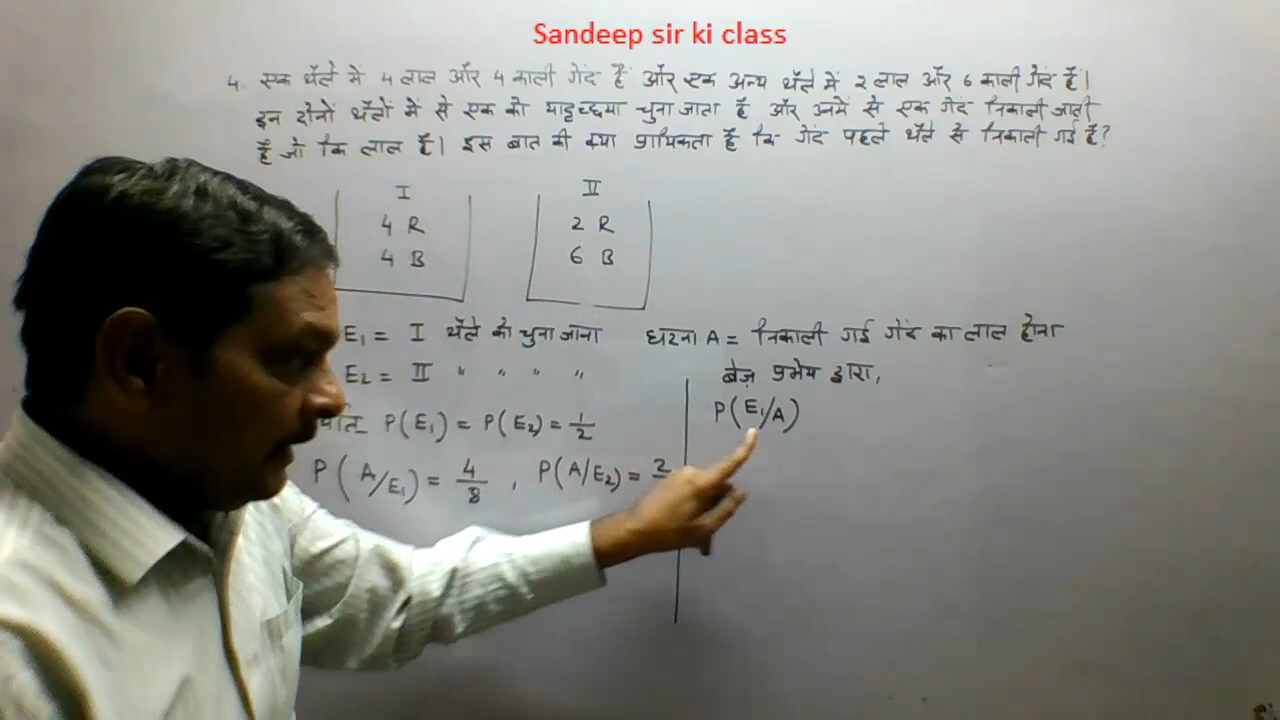 Sandeep sir ki class
4. एक थैले में 4 लाल और 4 काली गेंद हैं और एक अन्य थैले में 2 लाल और 6 काली गेंद हैं।
इन दोनों थैलों में से एक को यादृच्छया चुना जाता है और उनमें से एक गेंद निकाली जाती
है जो कि लाल है। इस बात की क्या प्रायिकता है कि गेंद पहले थैले से निकाली गई है?
I II
4 R 2 R
4 B 6 B
E₁ = I थैले को चुना जाना घटना A = निकाली गई गेंद का लाल होना
E₂ = II " " " "
बेज़ प्रमेय द्वारा,
P(E₁) = P(E₂) = 1/2
P(E₁/A)
P(A/E₁) = 4/8 , P(A/E₂) = 2